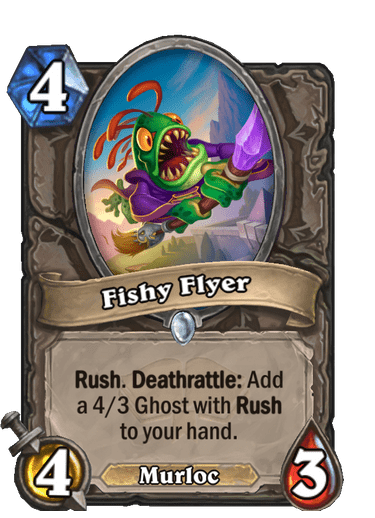 4
Fishy Flyer
Rush. Deathrattle: Add
a 4/3 Ghost with Rush
to your hand.
4
Murloc
3